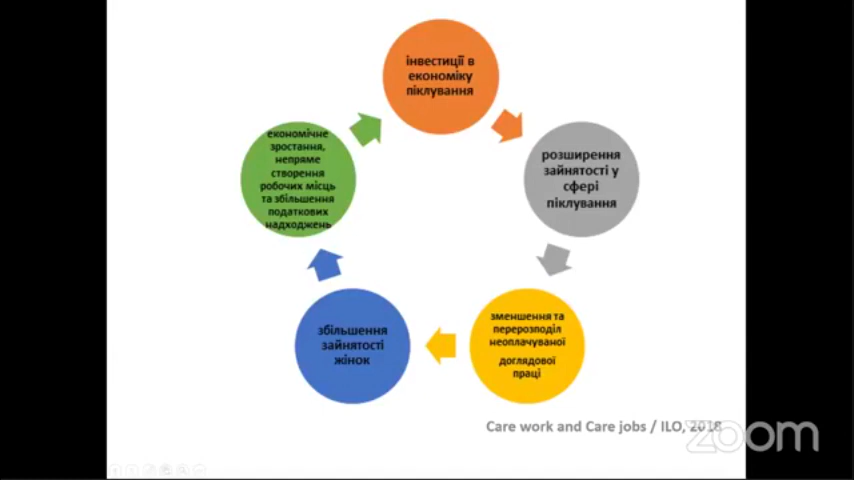 інвестиції в
економіку
піклування
розширення
зайнятості у
сфері
піклування
зменшення та
перерозподіл
неоплачуваної
доглядової
праці
збільшення
зайнятості
жінок
економічне
зростання,
непряме
створення
робочих місць
та збільшення
податкових
надходжень
Care work and Care jobs / ILO, 2018
zoom